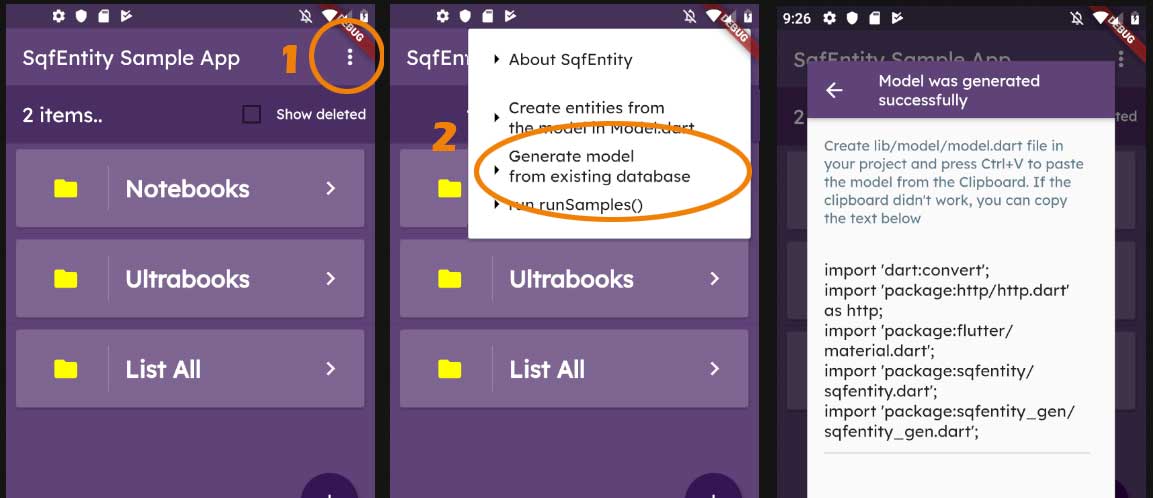 DEBUG
SqfEntity Sample App
1
2 items..
Show deleted
Notebooks
Ultrabooks
List All
DEBUG
SqfEn
About SqfEntity
Create entities from
the model in Model.dart
2
Generate model
from existing database
run runSamples()
Ultrabooks
List All
9:26
DEBUG
SqfEntity Sample App
2
ted
Model was generated
successfully
Create lib/model/model.dart file in
your project and press Ctrl+V to paste
the model from the Clipboard. If the
clipboard didn't work, you can copy
the text below
import 'dart:convert';
import 'package:http/http.dart'
as http;
import 'package:flutter/
material.dart';
import 'package:sqfentity/
sqfentity.dart';
import 'package:sqfentity_gen/
sqfentity_gen.dart';